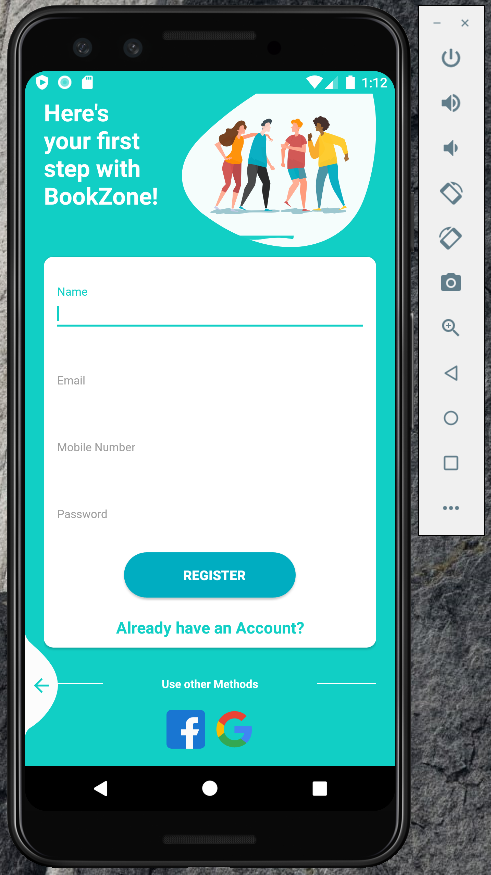 1:12
Here's
your first
step with
BookZone!
Name
Email
Mobile Number
Password
REGISTER
Already have an Account?
Use other Methods